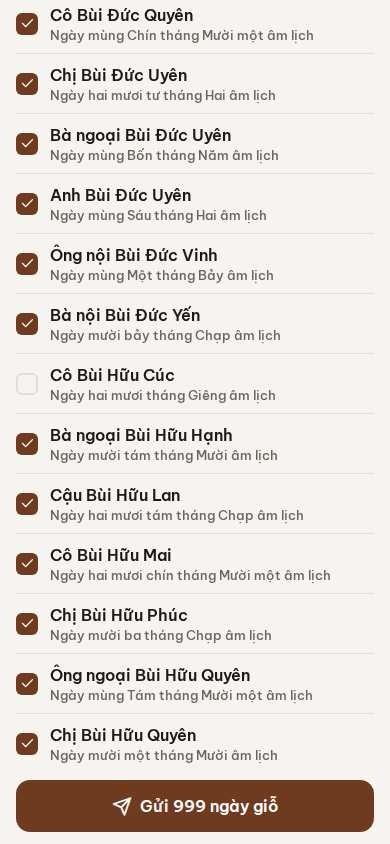 Cô Bùi Đức Quyên
Ngày mùng Chín tháng Mười một âm lịch
Chị Bùi Đức Uyên
Ngày hai mươi tư tháng Hai âm lịch
Bà ngoại Bùi Đức Uyên
Ngày mùng Bốn tháng Năm âm lịch
Anh Bùi Đức Uyên
Ngày mùng Sáu tháng Hai âm lịch
Ông nội Bùi Đức Vinh
Ngày mùng Một tháng Bảy âm lịch
Bà nội Bùi Đức Yến
Ngày mười bảy tháng Chạp âm lịch
Cô Bùi Hữu Cúc
Ngày hai mươi tháng Giêng âm lịch
Bà ngoại Bùi Hữu Hạnh
Ngày mười tám tháng Mười âm lịch
Cậu Bùi Hữu Lan
Ngày hai mươi tám tháng Chạp âm lịch
Cô Bùi Hữu Mai
Ngày hai mươi chín tháng Mười một âm lịch
Chị Bùi Hữu Phúc
Ngày mười ba tháng Chạp âm lịch
Ông ngoại Bùi Hữu Quyên
Ngày mùng Tám tháng Mười một âm lịch
Chị Bùi Hữu Quyên
Ngày mười một tháng Mười âm lịch
Gửi 999 ngày giỗ